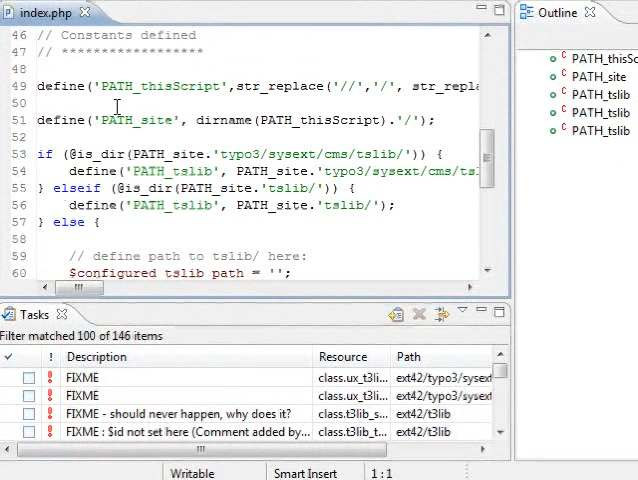 index.php
46 // Constants defined
47 // ******************
48
49 define('PATH_thisScript',str_replace('//','/', str_repla
50
51 define('PATH_site', dirname(PATH_thisScript).'/');
52
53 if (@is_dir(PATH_site.'typo3/sysext/cms/tslib/')) {
54 define('PATH_tslib', PATH_site.'typo3/sysext/cms/tsl
55 } elseif (@is_dir(PATH_site.'tslib/')) {
56 define('PATH_tslib', PATH_site.'tslib/');
57 } else {
58
59 // define path to tslib/ here:
60 $configured_tslib_path = '';
Outline
PATH_thisSc
PATH_site
PATH_tslib
PATH_tslib
PATH_tslib
Tasks
Filter matched 100 of 146 items
! Description Resource Path
! FIXME class.ux_t3li... ext42/typo3/sysext
! FIXME class.t3lib_... ext42/typo3/sysext
! FIXME - should never happen, why does it? class.t3lib_s... ext42/t3lib
! FIXME : $id not set here (Comment added by... class.t3lib_t... ext42/t3lib
Writable Smart Insert 1 : 1